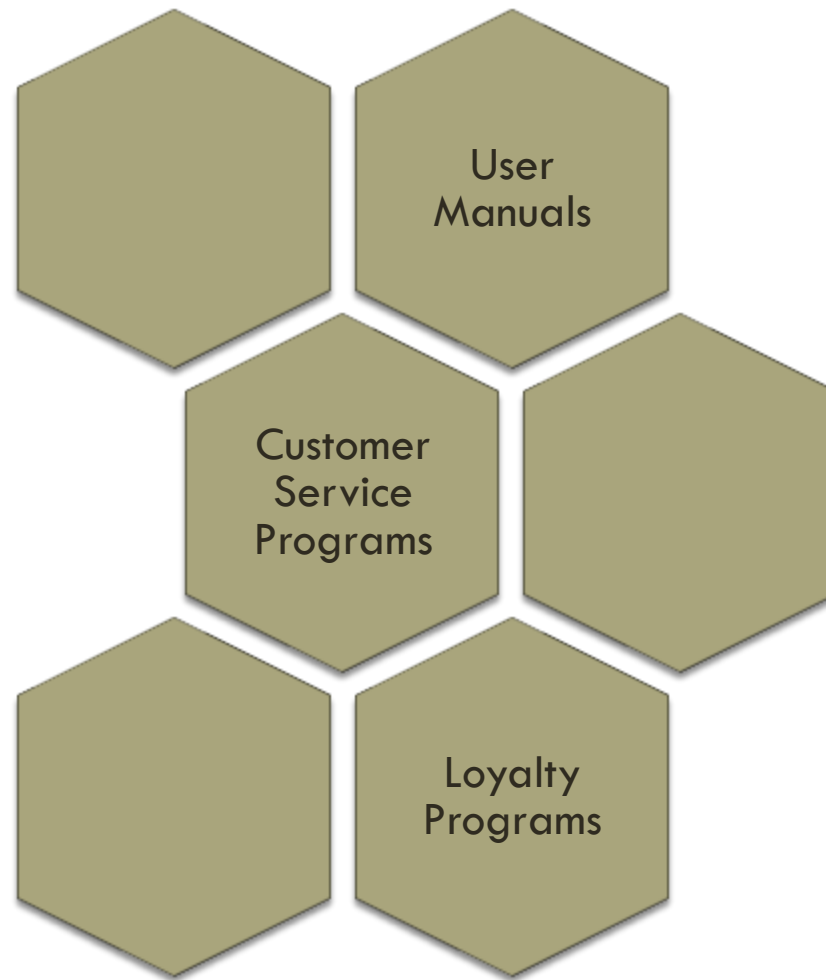 User
Manuals
Customer
Service
Programs
Loyalty
Programs